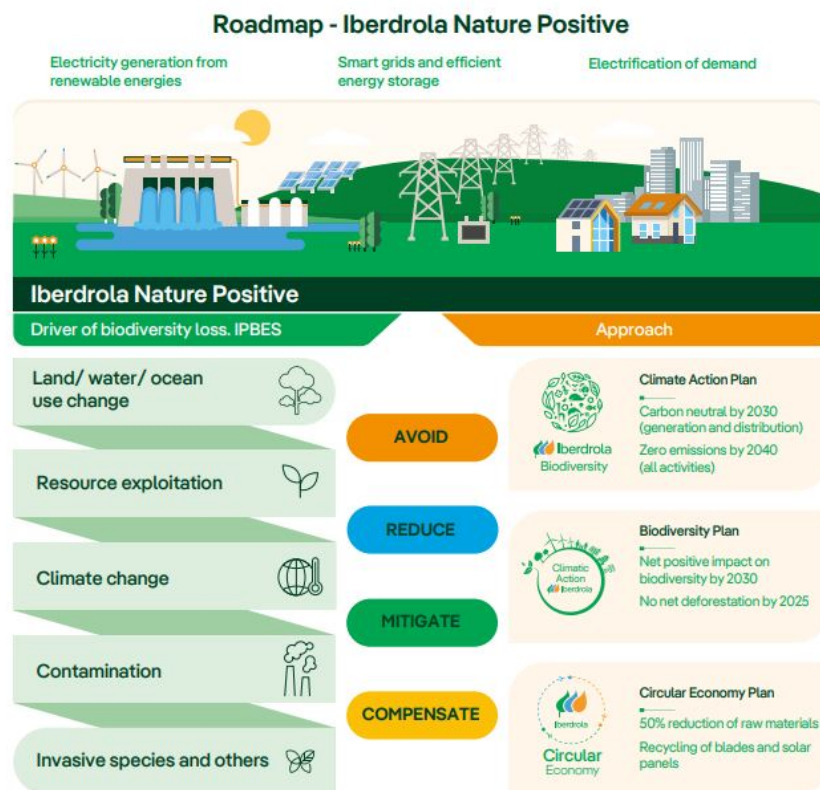 Roadmap - Iberdrola Nature Positive
Electricity generation from
renewable energies
Smart grids and efficient
energy storage
Electrification of demand
Iberdrola Nature Positive
Driver of biodiversity loss. IPBES
Approach
Land/ water/ ocean
use change
Resource exploitation
Climate change
Contamination
Invasive species and others
AVOID
REDUCE
MITIGATE
COMPENSATE
Iberdrola
Biodiversity
Climate Action Plan
Carbon neutral by 2030
(generation and distribution)
Zero emissions by 2040
(all activities)
Climatic
Action
Iberdrola
Biodiversity Plan
Net positive impact on
biodiversity by 2030
No net deforestation by 2025
Iberdrola
Circular
Economy
Circular Economy Plan
50% reduction of raw materials
Recycling of blades and solar
panels